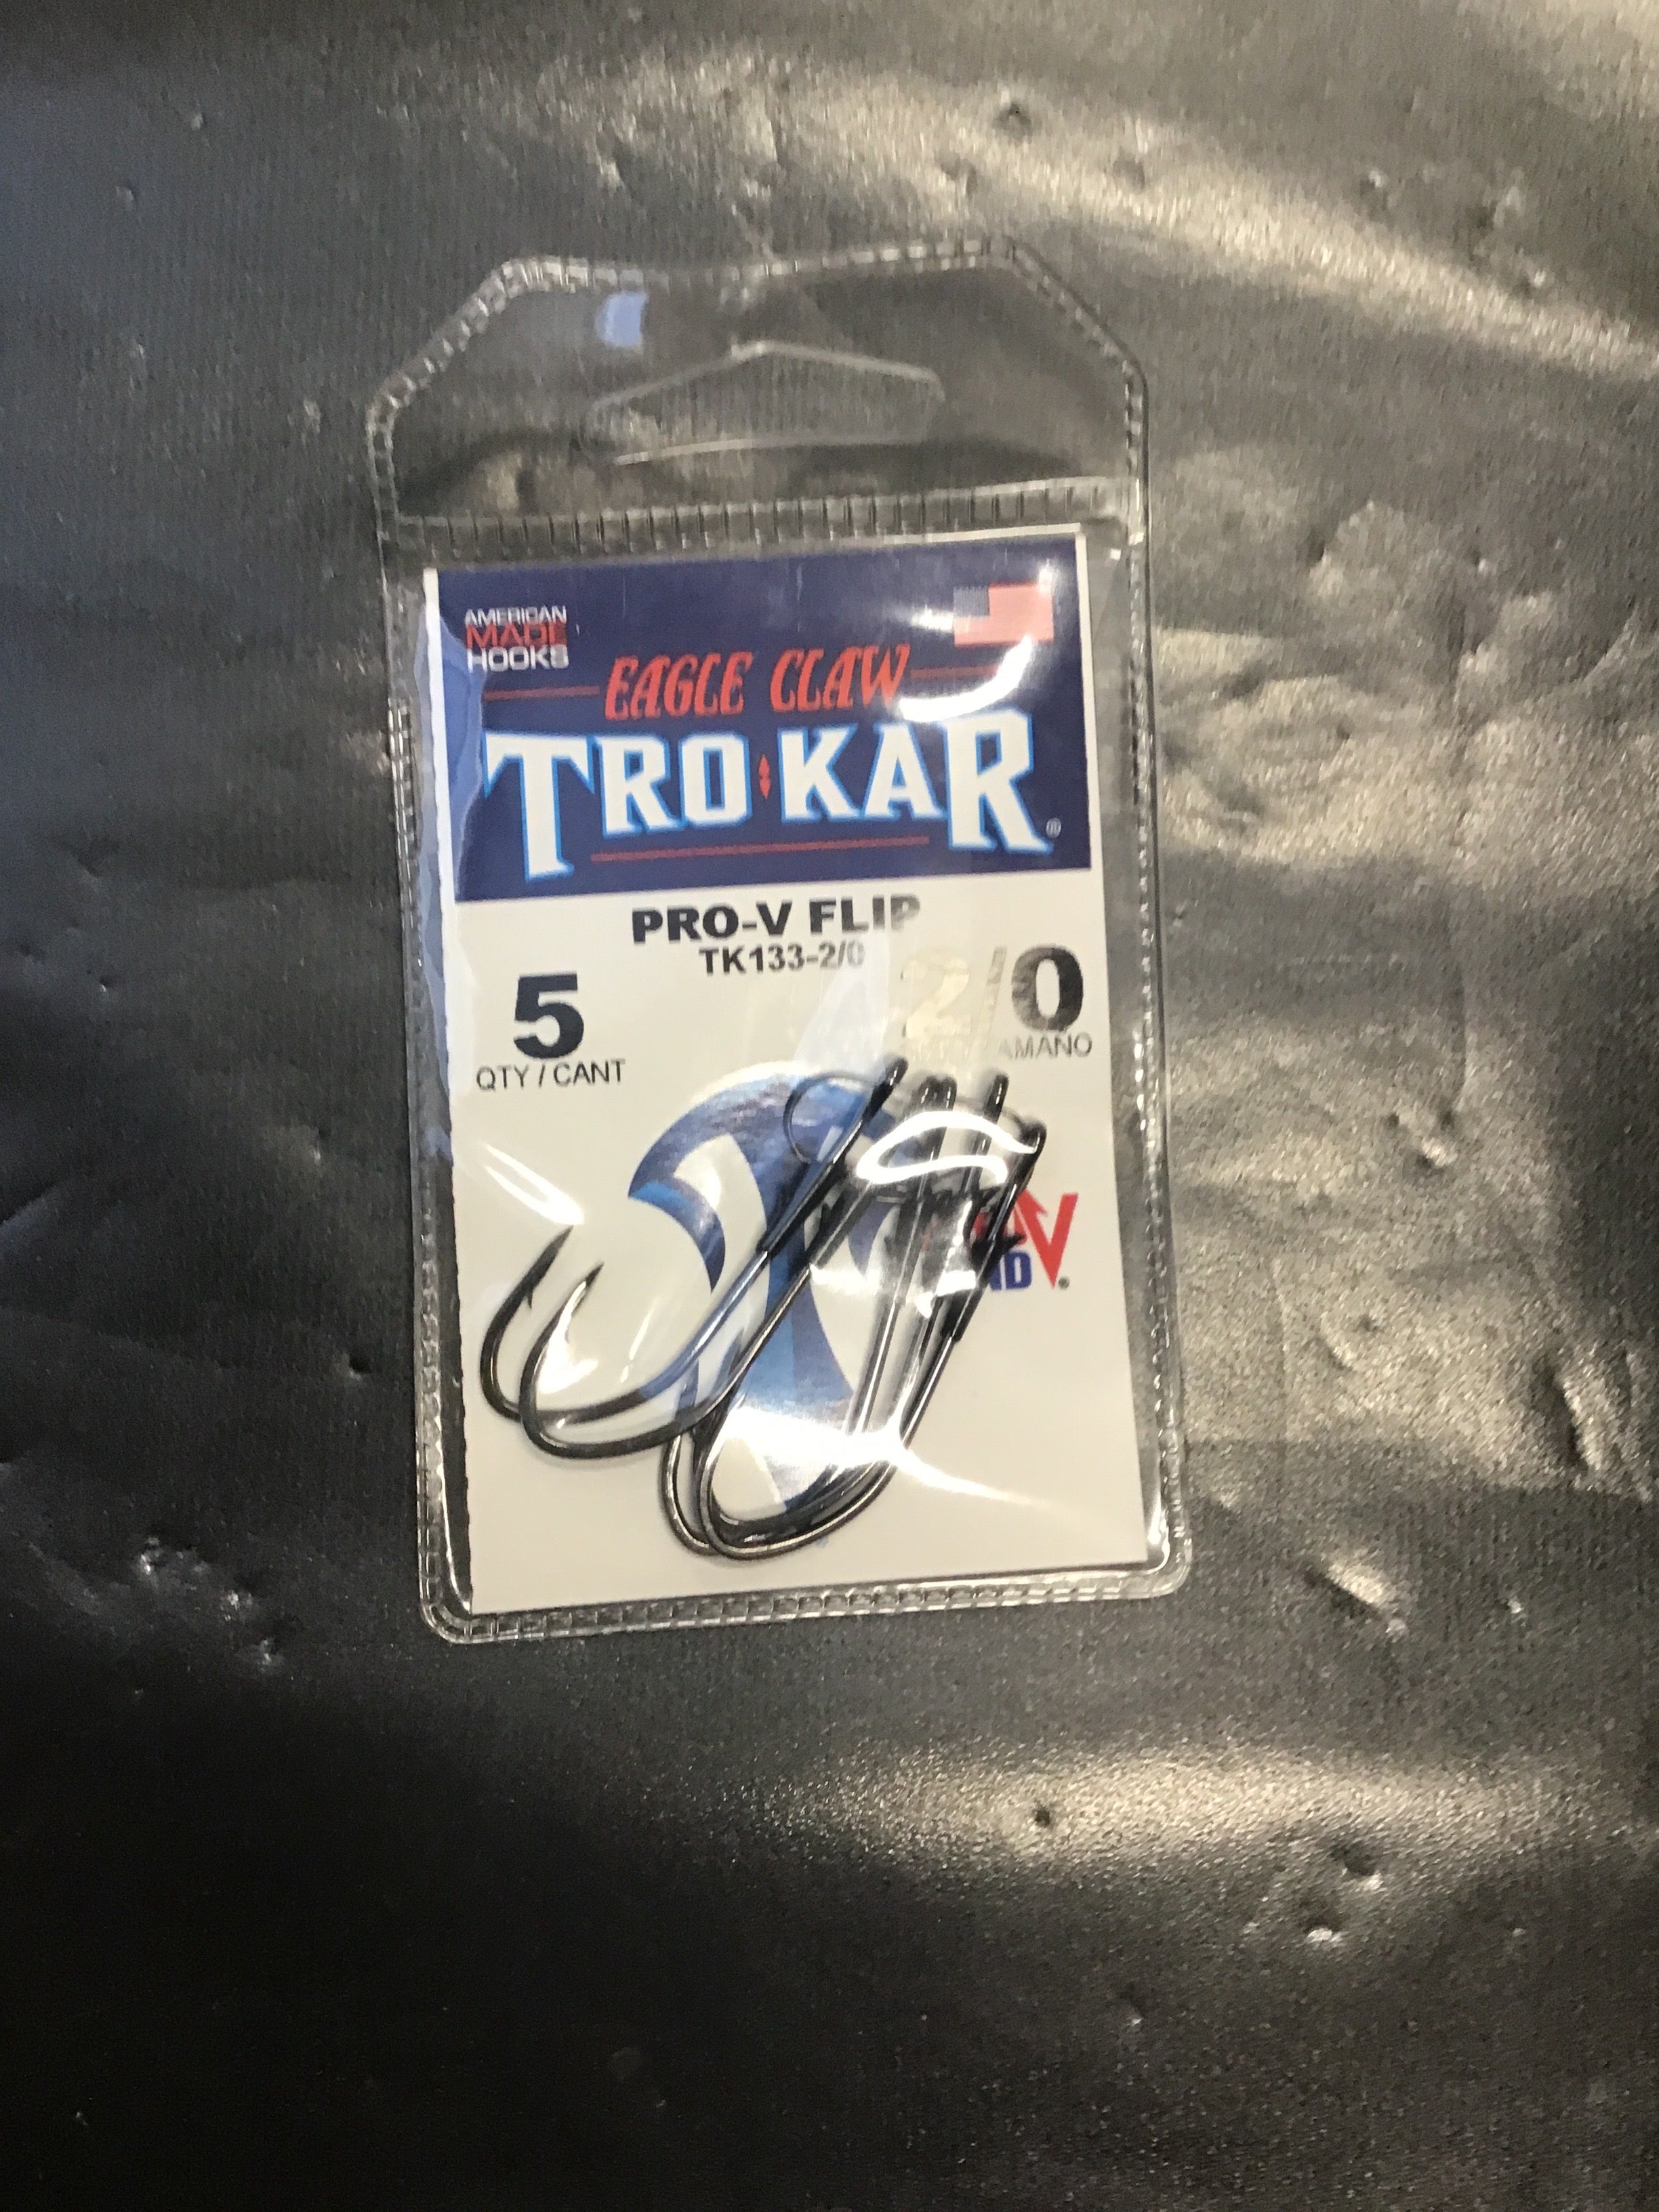 AMERICAN
MADE
HOOKS
EAGLE CLAW
TRO KAR ®
PRO-V FLIP
TK133-2/0
5
QTY / CANT
2/0
V ®